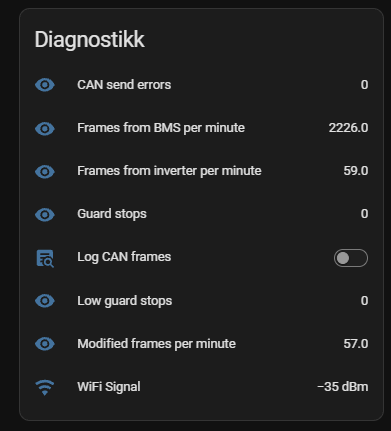 Diagnostikk
CAN send errors 0
Frames from BMS per minute 2226.0
Frames from inverter per minute 59.0
Guard stops 0
Log CAN frames
Low guard stops 0
Modified frames per minute 57.0
WiFi Signal −35 dBm